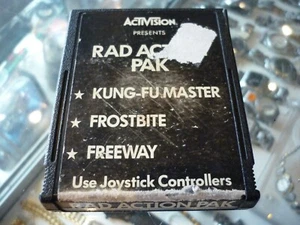 ACTIVISION
PRESENTS
RAD ACTION
PAK
★ KUNG-FU MASTER
★ FROSTBITE
★ FREEWAY
Use Joystick Controllers
RAD ACTION PAK